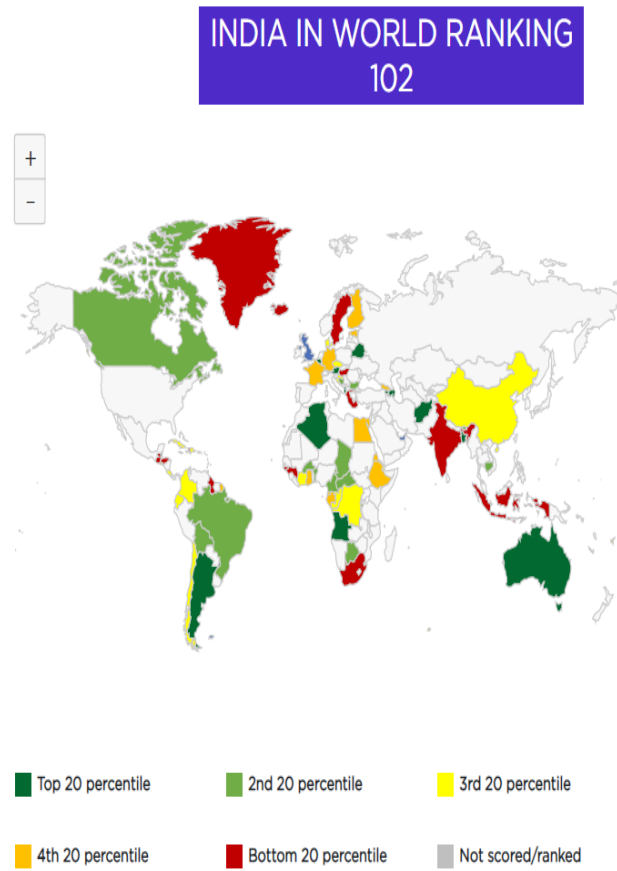 INDIA IN WORLD RANKING
102
+
-
Top 20 percentile
2nd 20 percentile
3rd 20 percentile
4th 20 percentile
Bottom 20 percentile
Not scored/ranked